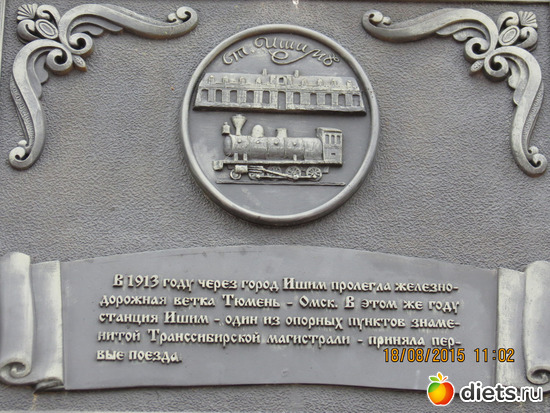 ст. Ишимъ
В 1913 году через город Ишим пролегла железно-
дорожная ветка Тюмень - Омск. В этом же году
станция Ишим - один из опорных пунктов знаме-
нитой Транссибирской магистрали - приняла пер-
вые поезда.
18/08/2015 11:02
diets.ru